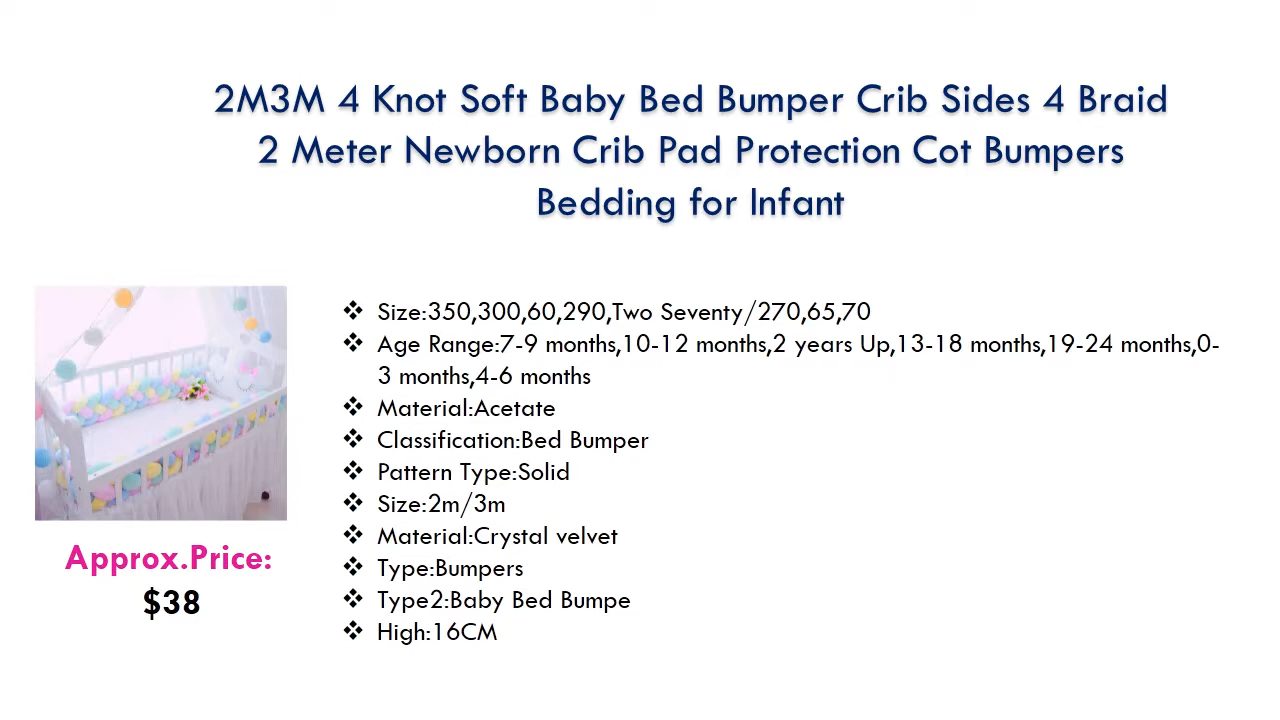 2M3M 4 Knot Soft Baby Bed Bumper Crib Sides 4 Braid
2 Meter Newborn Crib Pad Protection Cot Bumpers
Bedding for Infant
❖ Size:350,300,60,290,Two Seventy/270,65,70
❖ Age Range:7-9 months,10-12 months,2 years Up,13-18 months,19-24 months,0-
3 months,4-6 months
❖ Material:Acetate
❖ Classification:Bed Bumper
❖ Pattern Type:Solid
❖ Size:2m/3m
❖ Material:Crystal velvet
❖ Type:Bumpers
❖ Type2:Baby Bed Bumpe
❖ High:16CM
Approx.Price:
$38